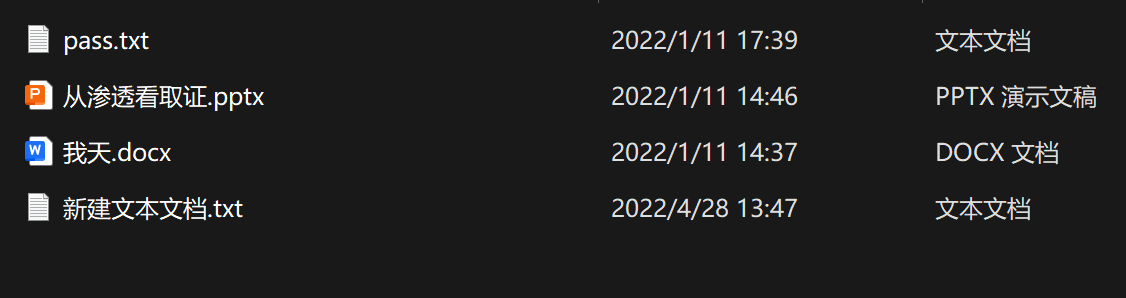 pass.txt 2022/1/11 17:39 文本文档
从渗透看取证.pptx 2022/1/11 14:46 PPTX 演示文稿
我天.docx 2022/1/11 14:37 DOCX 文档
新建文本文档.txt 2022/4/28 13:47 文本文档